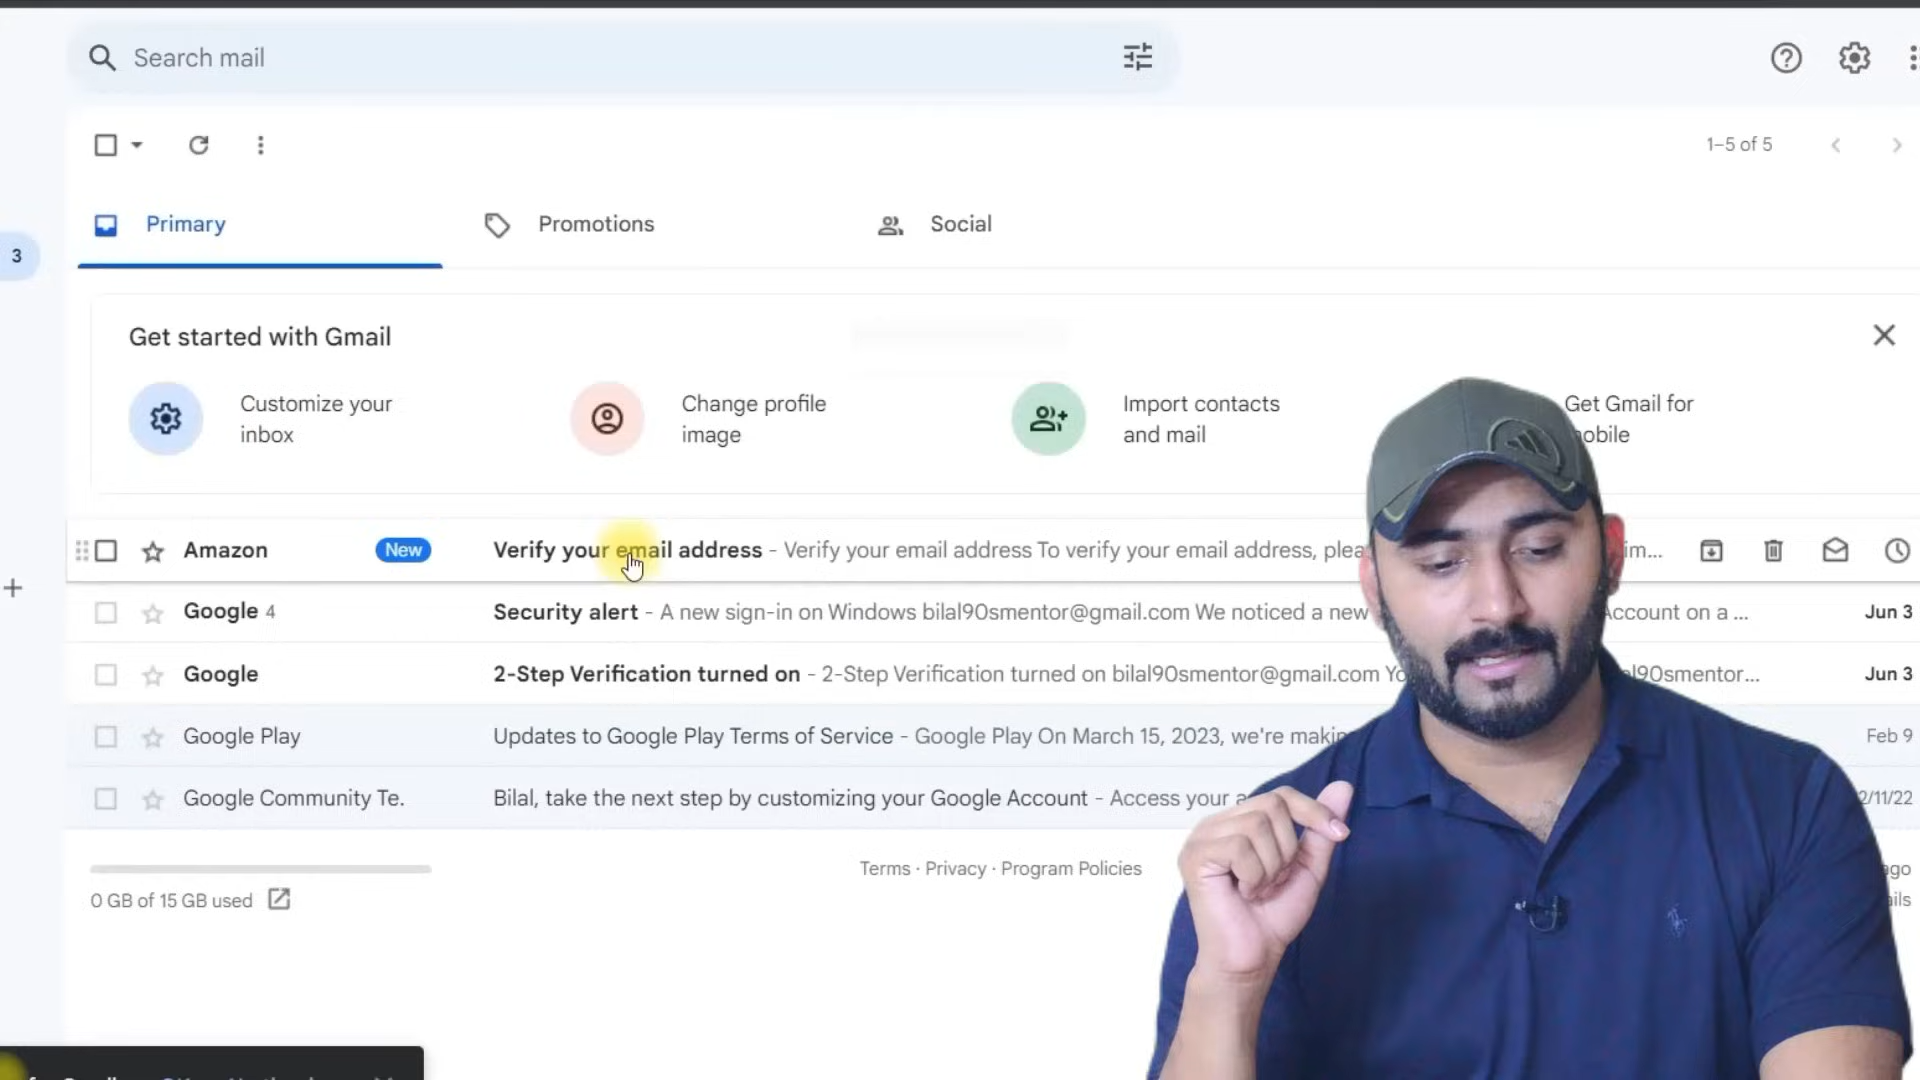 Search mail
1–5 of 5
Primary
Promotions
Social
3
Get started with Gmail
Customize your
inbox
Change profile
image
Import contacts
and mail
Get Gmail for
Amazon New Verify your email address - Verify your email address To verify your email address, im...
Google 4 Security alert - A new sign-in on Windows bilal90smentor@gmail.com We noticed a new Account on a ... Jun 3
Google 2-Step Verification turned on - 2-Step Verification turned on bilal90smentor@gmail.com Jun 3
Google Play Updates to Google Play Terms of Service - Google Play On March 15, 2023, we're Feb 9
Google Community Te. Bilal, take the next step by customizing your Google Account - Access your
Terms · Privacy · Program Policies
0 GB of 15 GB used